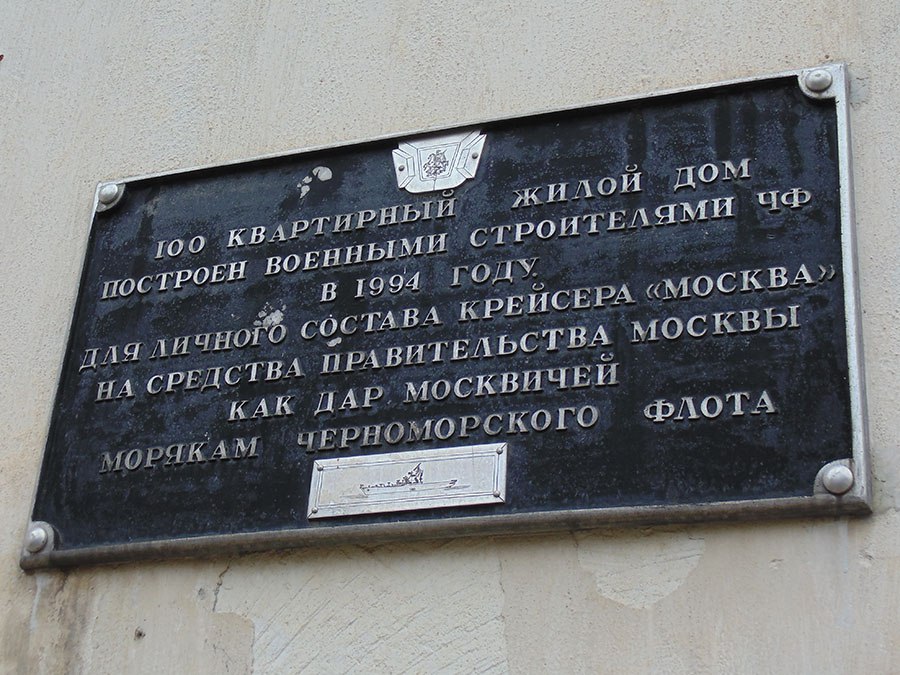 100 КВАРТИРНЫЙ ЖИЛОЙ ДОМ
ПОСТРОЕН ВОЕННЫМИ СТРОИТЕЛЯМИ ЧФ
В 1994 ГОДУ
ДЛЯ ЛИЧНОГО СОСТАВА КРЕЙСЕРА «МОСКВА»
НА СРЕДСТВА ПРАВИТЕЛЬСТВА МОСКВЫ
КАК ДАР МОСКВИЧЕЙ
МОРЯКАМ ЧЕРНОМОРСКОГО ФЛОТА